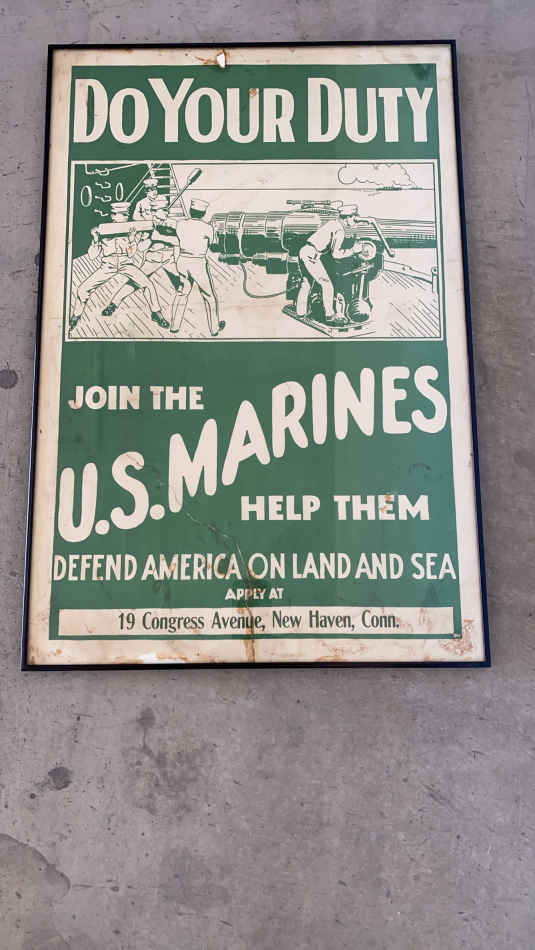 DO YOUR DUTY
JOIN THE
U.S. MARINES
HELP THEM
DEFEND AMERICA ON LAND AND SEA
APPLY AT
19 Congress Avenue, New Haven, Conn.